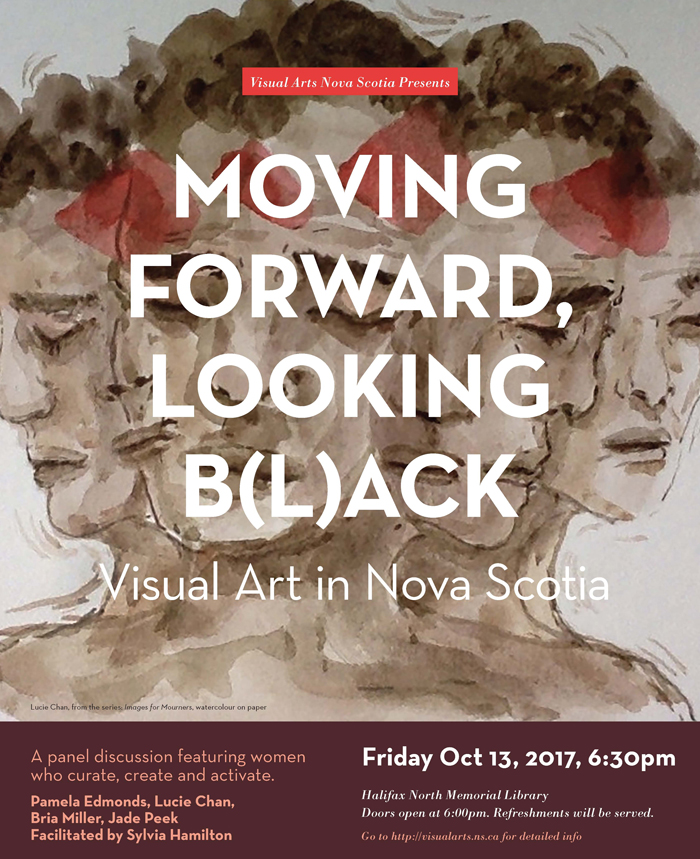 Visual Arts Nova Scotia Presents
MOVING
FORWARD,
LOOKING
B(L)ACK
Visual Art in Nova Scotia
Lucie Chan, from the series, Images for Mourners, watercolour on paper
A panel discussion featuring women
who curate, create and activate.
Pamela Edmonds, Lucie Chan,
Bria Miller, Jade Peek
Facilitated by Sylvia Hamilton
Friday Oct 13, 2017, 6:30pm
Halifax North Memorial Library
Doors open at 6:00pm. Refreshments will be served.
Go to http://visualarts.ns.ca for detailed info